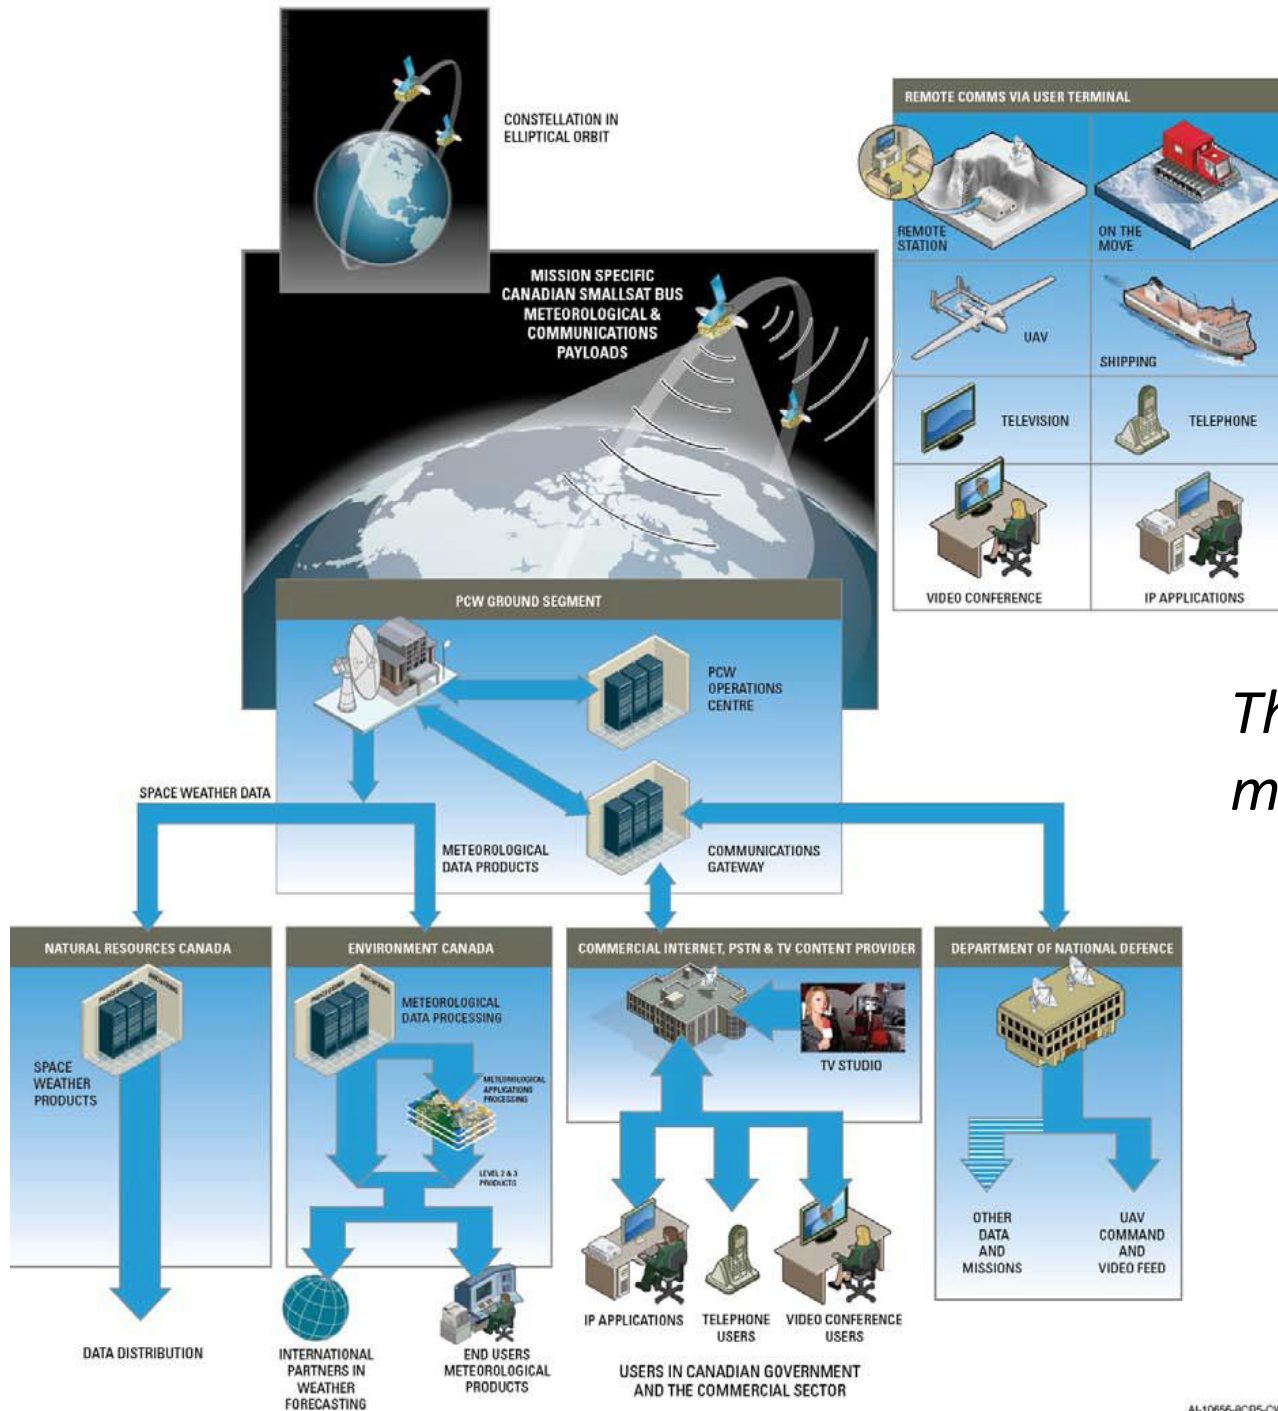 CONSTELLATION IN
ELLIPTICAL ORBIT
REMOTE COMMS VIA USER TERMINAL
REMOTE
STATION
ON THE
MOVE
MISSION SPECIFIC
CANADIAN SMALLSAT BUS
METEOROLOGICAL &
COMMUNICATIONS
PAYLOADS
UAV
SHIPPING
TELEVISION
TELEPHONE
VIDEO CONFERENCE
IP APPLICATIONS
PCW GROUND SEGMENT
PCW
OPERATIONS
CENTRE
Th
m
SPACE WEATHER DATA
METEOROLOGICAL
DATA PRODUCTS
COMMUNICATIONS
GATEWAY
NATURAL RESOURCES CANADA
PROCESSING
SPACE
WEATHER
PRODUCTS
DATA DISTRIBUTION
ENVIRONMENT CANADA
PROCESSING
METEOROLOGICAL
DATA PROCESSING
METEOROLOGICAL
APPLICATIONS
PROCESSING
LEVEL 2 & 3
PRODUCTS
INTERNATIONAL
PARTNERS IN
WEATHER
FORECASTING
END USERS
METEOROLOGICAL
PRODUCTS
COMMERCIAL INTERNET, PSTN & TV CONTENT PROVIDER
TV STUDIO
IP APPLICATIONS
TELEPHONE
USERS
VIDEO CONFERENCE
USERS
USERS IN CANADIAN GOVERNMENT
AND THE COMMERCIAL SECTOR
DEPARTMENT OF NATIONAL DEFENCE
OTHER
DATA
AND
MISSIONS
UAV
COMMAND
AND
VIDEO FEED